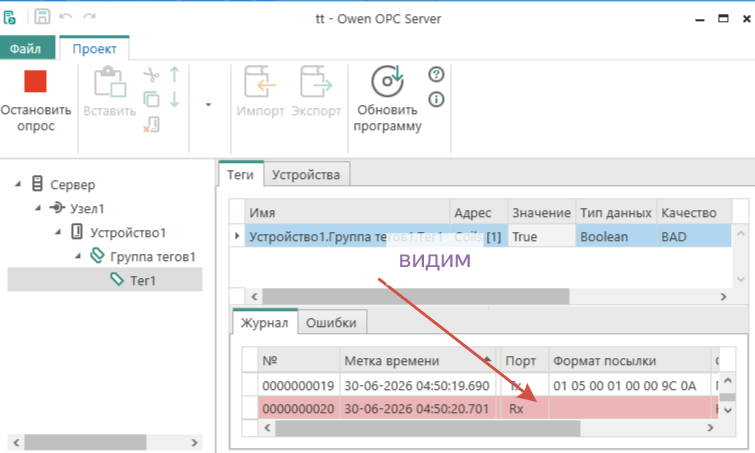 tt - Owen OPC Server
Файл
Проект
Остановить опрос
Вставить
Импорт
Экспорт
Обновить программу
Сервер
Узел1
Устройство1
Группа тегов1
Тег1
Теги
Устройства
Имя Адрес Значение Тип данных Качество
Устройство1.Группа тегов1.Тег1 Coils [1] True Boolean BAD
видим
Журнал
Ошибки
№ Метка времени Порт Формат посылки
0000000019 30-06-2026 04:50:19.690 Tx 01 05 00 01 00 00 9C 0A
0000000020 30-06-2026 04:50:20.701 Rx